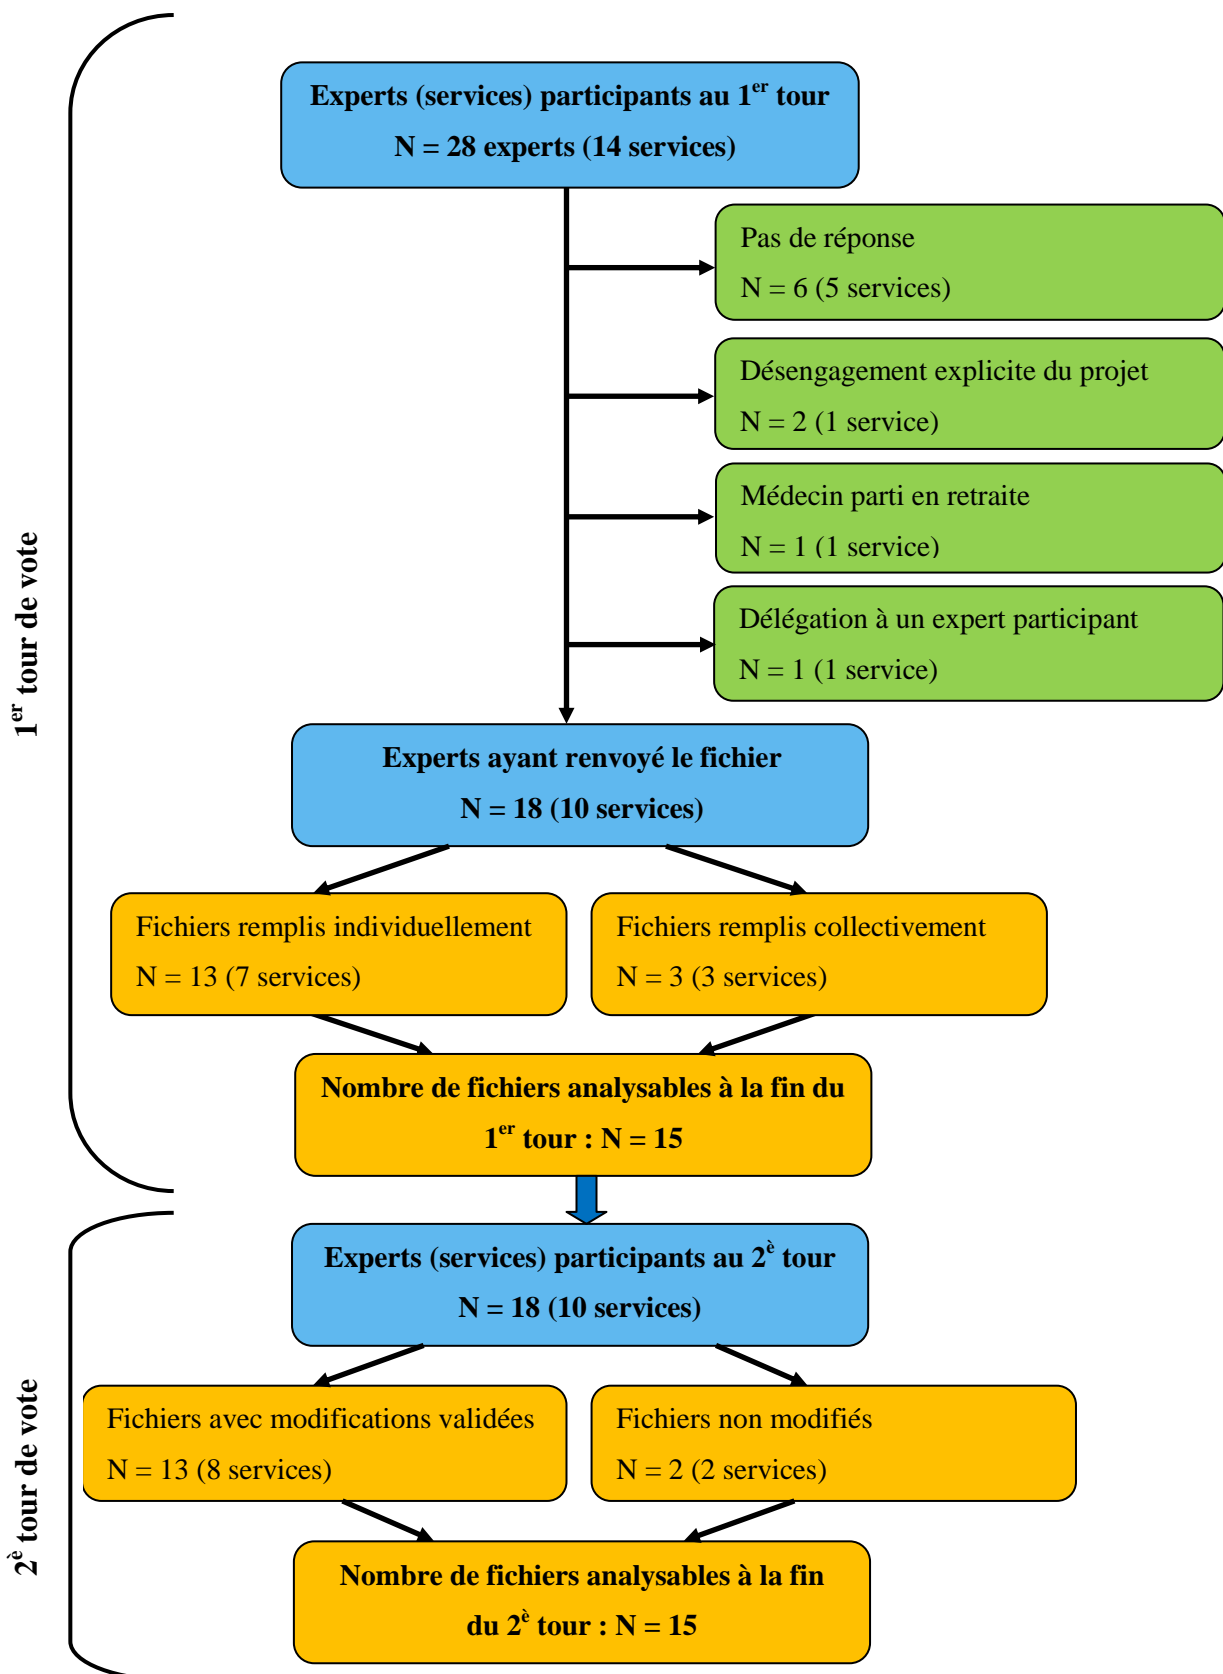 Experts (services) participants au 1er tour
N = 28 experts (14 services)
Pas de réponse
N = 6 (5 services)
Désengagement explicite du projet
N = 2 (1 service)
Médecin parti en retraite
N = 1 (1 service)
Délégation à un expert participant
N = 1 (1 service)
1er tour de vote
Experts ayant renvoyé le fichier
N = 18 (10 services)
Fichiers remplis individuellement
N = 13 (7 services)
Fichiers remplis collectivement
N = 3 (3 services)
Nombre de fichiers analysables à la fin du
1er tour : N = 15
Experts (services) participants au 2è tour
N = 18 (10 services)
2è tour de vote
Fichiers avec modifications validées
N = 13 (8 services)
Fichiers non modifiés
N = 2 (2 services)
Nombre de fichiers analysables à la fin
du 2è tour : N = 15